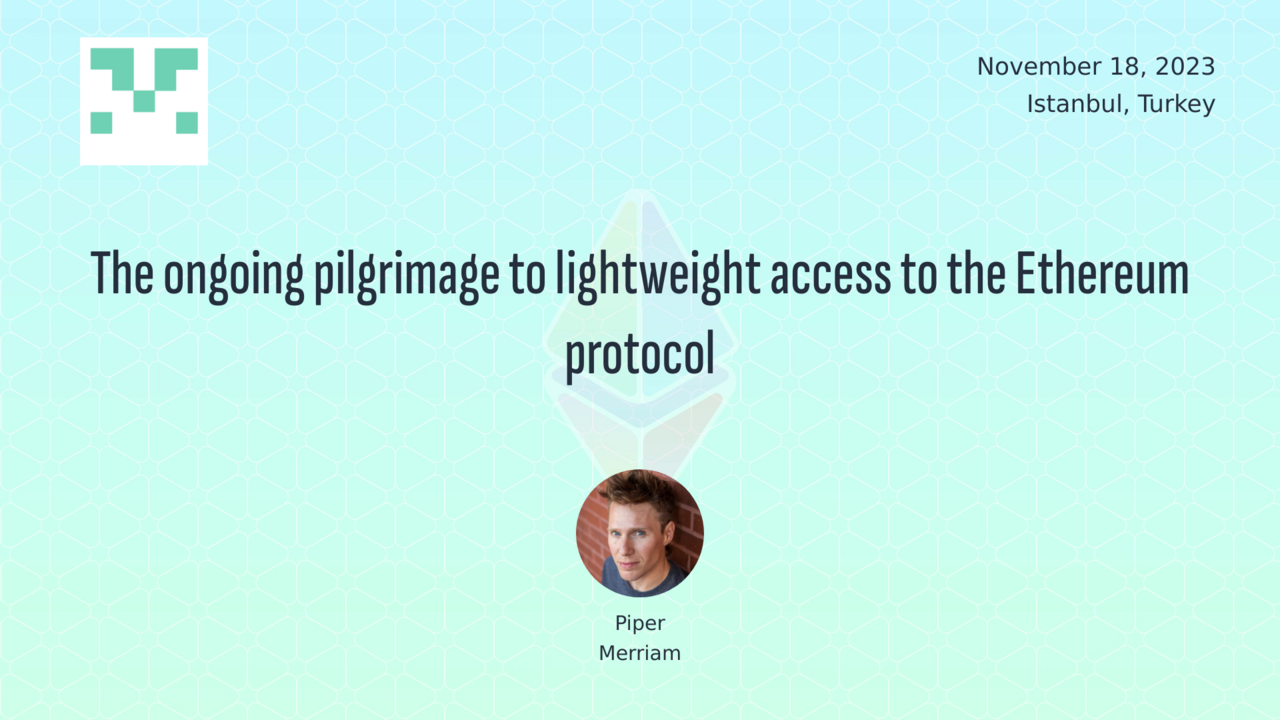 November 18, 2023
Istanbul, Turkey
The ongoing pilgrimage to lightweight access to the Ethereum
protocol
Piper
Merriam